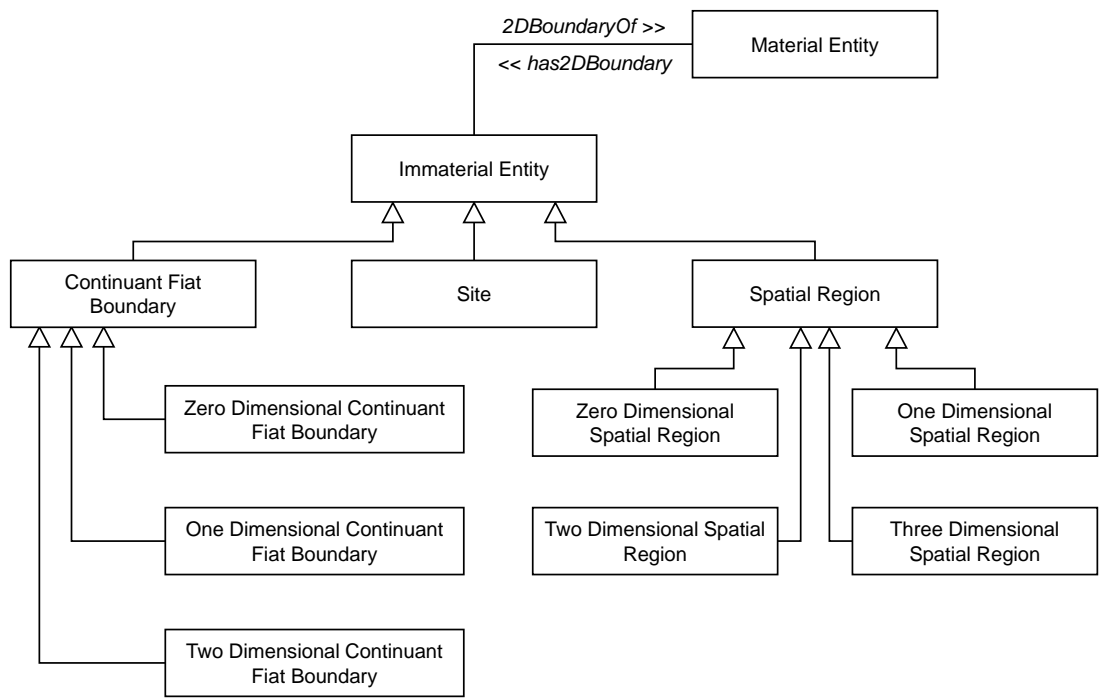 2DBoundaryOf >>
Material Entity
<< has2DBoundary
Immaterial Entity
Continuant Fiat
Boundary
Site
Spatial Region
Zero Dimensional Continuant
Fiat Boundary
Zero Dimensional
Spatial Region
One Dimensional
Spatial Region
One Dimensional Continuant
Fiat Boundary
Two Dimensional Spatial
Region
Three Dimensional
Spatial Region
Two Dimensional Continuant
Fiat Boundary